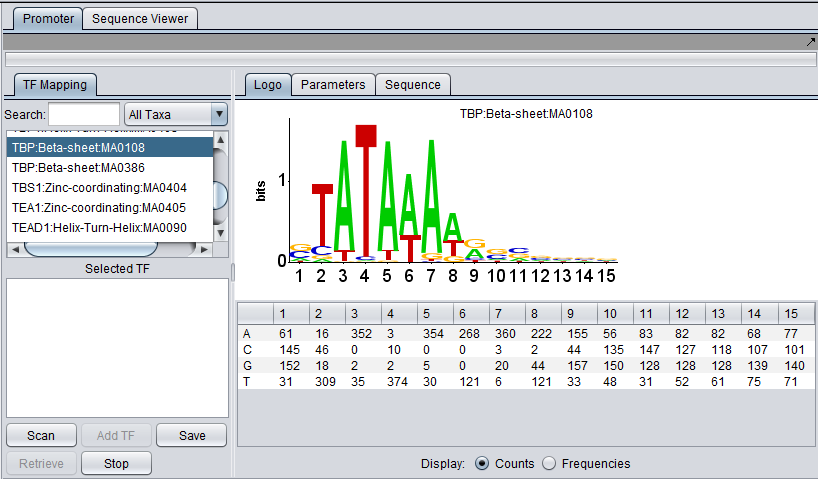 Promoter Sequence Viewer
TF Mapping
Search: All Taxa
TBP:Beta-sheet:MA0108
TBP:Beta-sheet:MA0386
TBS1:Zinc-coordinating:MA0404
TEA1:Zinc-coordinating:MA0405
TEAD1:Helix-Turn-Helix:MA0090
Selected TF
Scan Add TF Save
Retrieve Stop
Logo Parameters Sequence
TBP:Beta-sheet:MA0108
bits
1
0
TATAAAA
1 2 3 4 5 6 7 8 9 10 11 12 13 14 15
1 2 3 4 5 6 7 8 9 10 11 12 13 14 15
A 61 16 352 3 354 268 360 222 155 56 83 82 82 68 77
C 145 46 0 10 0 0 3 2 44 135 147 127 118 107 101
G 152 18 2 2 5 0 20 44 157 150 128 128 128 139 140
T 31 309 35 374 30 121 6 121 33 48 31 52 61 75 71
Display: Counts Frequencies